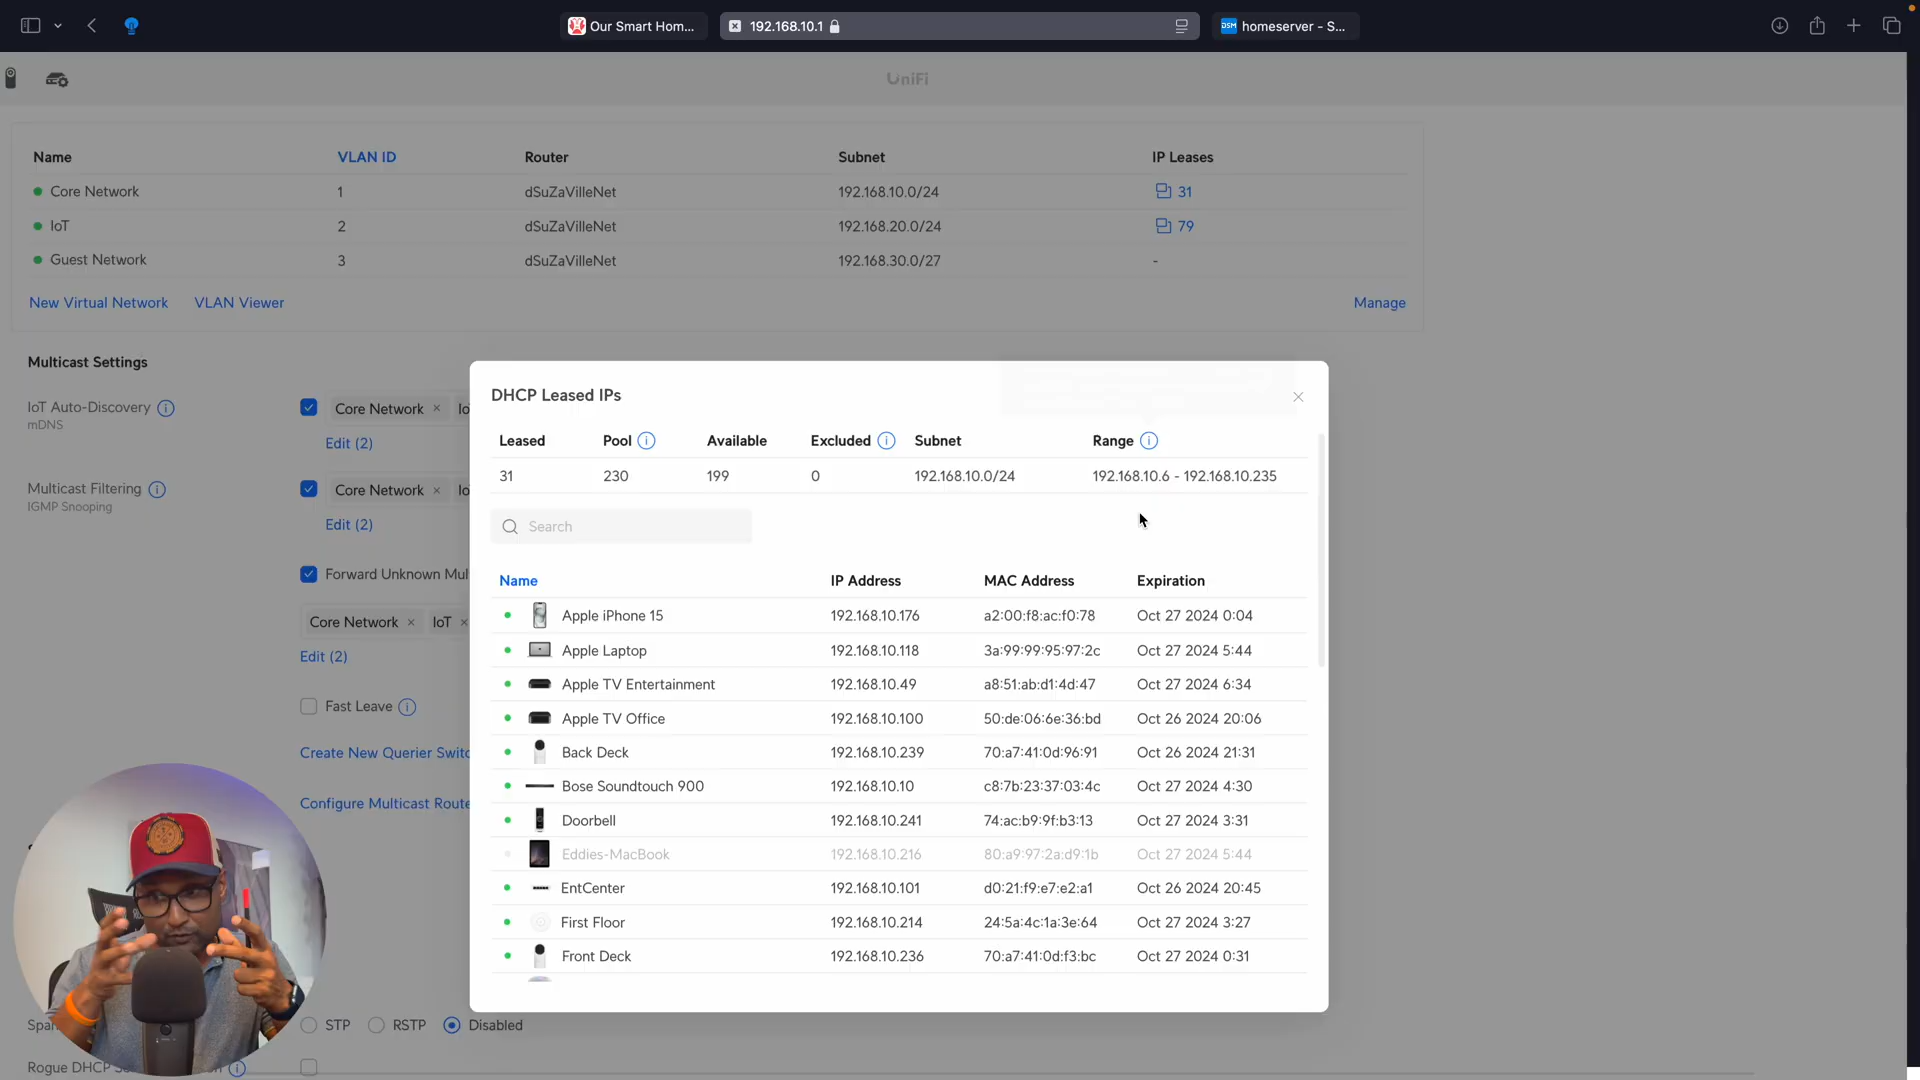 Our Smart Hom...
192.168.10.1
DSM homeserver - S...
UniFi
Name VLAN ID Router Subnet IP Leases
Core Network 1 dSuZaVilleNet 192.168.10.0/24 31
IoT 2 dSuZaVilleNet 192.168.20.0/24 79
Guest Network 3 dSuZaVilleNet 192.168.30.0/27 -
New Virtual Network VLAN Viewer Manage
Multicast Settings
IoT Auto-Discovery Core Network × Io
mDNS
Edit (2)
Multicast Filtering Core Network × Io
IGMP Snooping
Edit (2)
Forward Unknown Mul
Core Network × IoT ×
Edit (2)
Fast Leave
Create New Querier Switc
Configure Multicast Route
STP RSTP Disabled
Rogue DHCP
DHCP Leased IPs
Leased Pool Available Excluded Subnet Range
31 230 199 0 192.168.10.0/24 192.168.10.6 - 192.168.10.235
Search
Name IP Address MAC Address Expiration
Apple iPhone 15 192.168.10.176 a2:00:f8:ac:f0:78 Oct 27 2024 0:04
Apple Laptop 192.168.10.118 3a:99:99:95:97:2c Oct 27 2024 5:44
Apple TV Entertainment 192.168.10.49 a8:51:ab:d1:4d:47 Oct 27 2024 6:34
Apple TV Office 192.168.10.100 50:de:06:6e:36:bd Oct 26 2024 20:06
Back Deck 192.168.10.239 70:a7:41:0d:96:91 Oct 26 2024 21:31
Bose Soundtouch 900 192.168.10.10 c8:7b:23:37:03:4c Oct 27 2024 4:30
Doorbell 192.168.10.241 74:ac:b9:9f:b3:13 Oct 27 2024 3:31
Eddies-MacBook 192.168.10.216 80:a9:97:2a:d9:1b Oct 27 2024 5:44
EntCenter 192.168.10.101 d0:21:f9:e7:e2:a1 Oct 26 2024 20:45
First Floor 192.168.10.214 24:5a:4c:1a:3e:64 Oct 27 2024 3:27
Front Deck 192.168.10.236 70:a7:41:0d:f3:bc Oct 27 2024 0:31